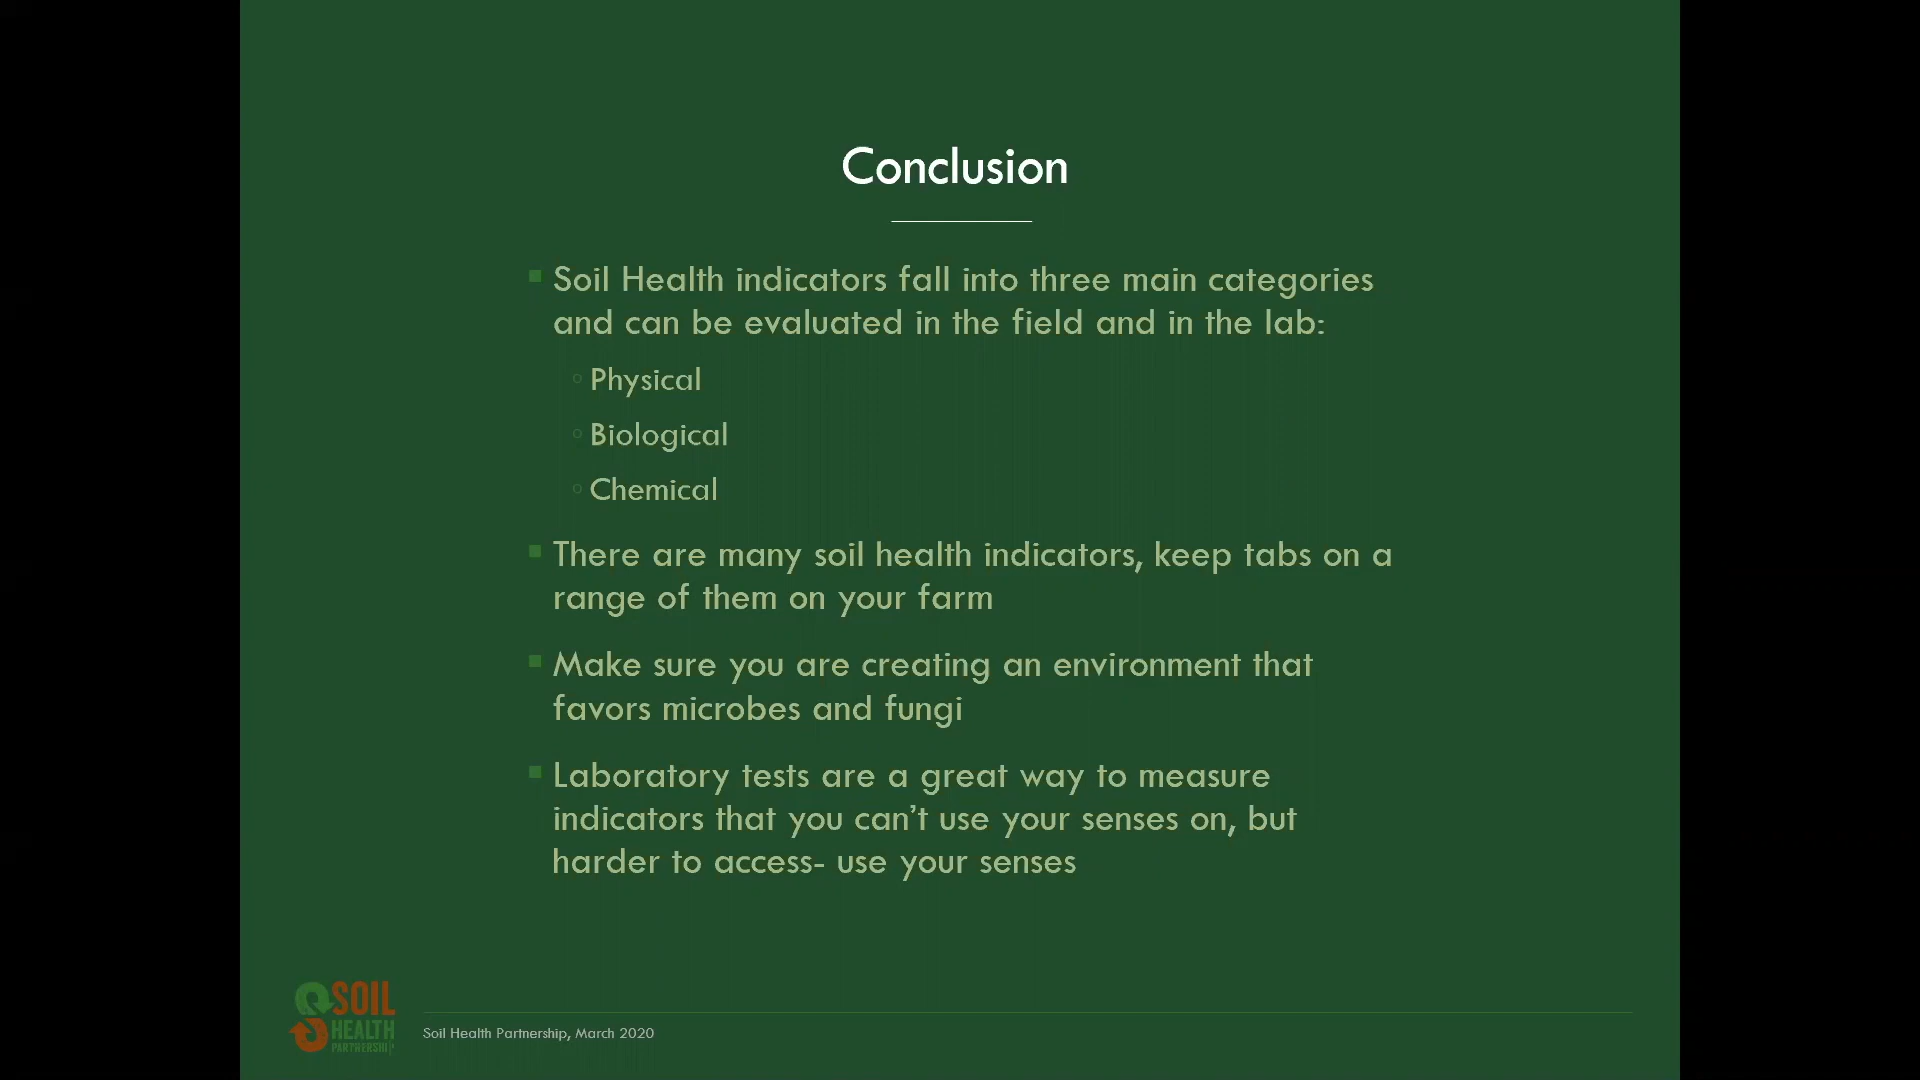 Conclusion
Soil Health indicators fall into three main categories
and can be evaluated in the field and in the lab:
Physical
Biological
Chemical
There are many soil health indicators, keep tabs on a
range of them on your farm
Make sure you are creating an environment that
favors microbes and fungi
Laboratory tests are a great way to measure
indicators that you can’t use your senses on, but
harder to access- use your senses
SOIL
HEALTH
PARTNERSHIP
Soil Health Partnership, March 2020